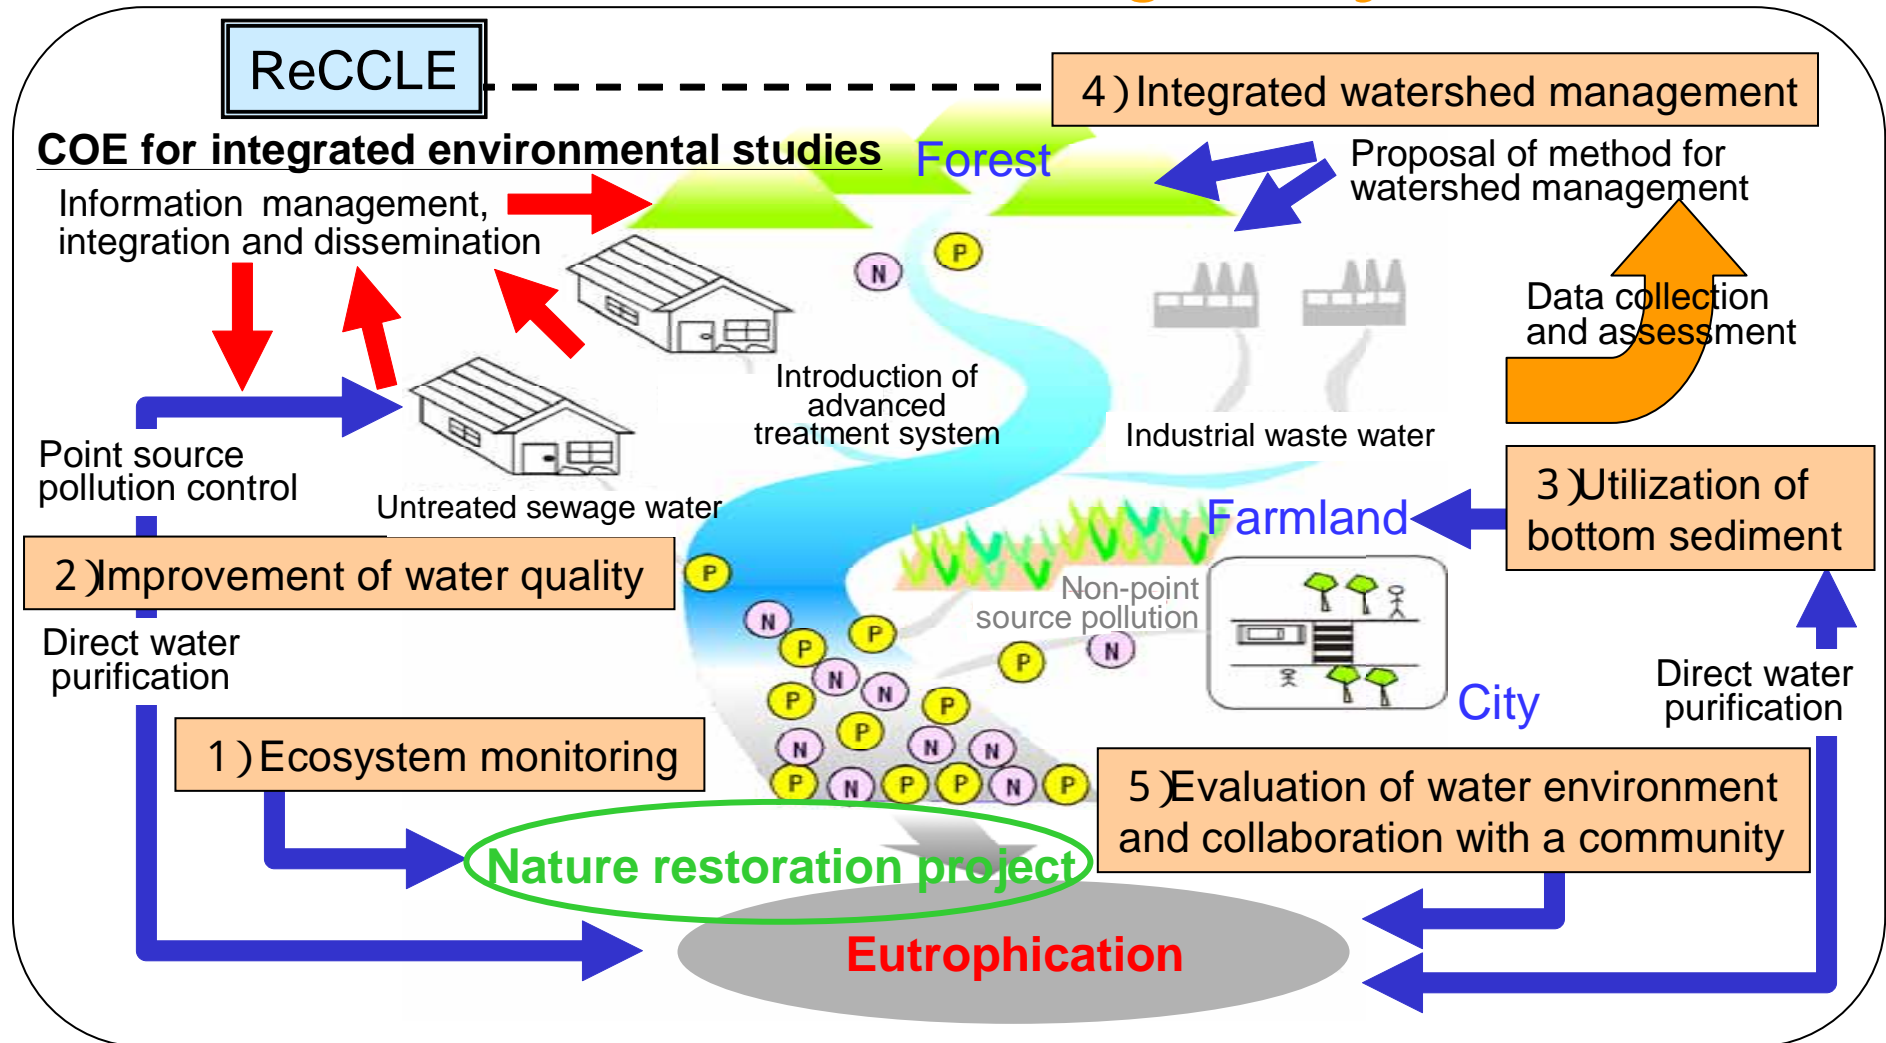 ReCCLE
4) Integrated watershed management
COE for integrated environmental studies
Forest
Proposal of method for
watershed management
Information management,
integration and dissemination
P
N
Data collection
and assessment
Introduction of
advanced
treatment system
Industrial waste water
Point source
pollution control
Untreated sewage water
3)Utilization of
bottom sediment
Farmland
2)Improvement of water quality
P
Non-point
source pollution
N
P
P
N
P
N
Direct water
purification
Direct water
purification
N
N
P
P
City
P
N
N
N
1) Ecosystem monitoring
P
N
P
P
N
P
5)Evaluation of water environment
and collaboration with a community
Nature restoration project
Eutrophication